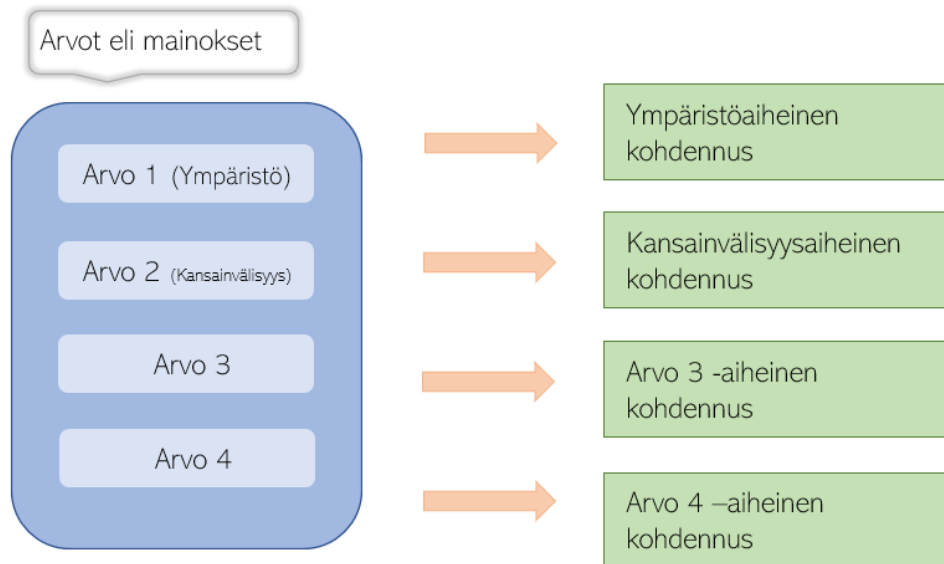 Arvot eli mainokset
Arvo 1 (Ympäristö)
Arvo 2 (Kansainvälisyys)
Arvo 3
Arvo 4
Ympäristöaiheinen
kohdennus
Kansainvälisyysaiheinen
kohdennus
Arvo 3 -aiheinen
kohdennus
Arvo 4 –aiheinen
kohdennus